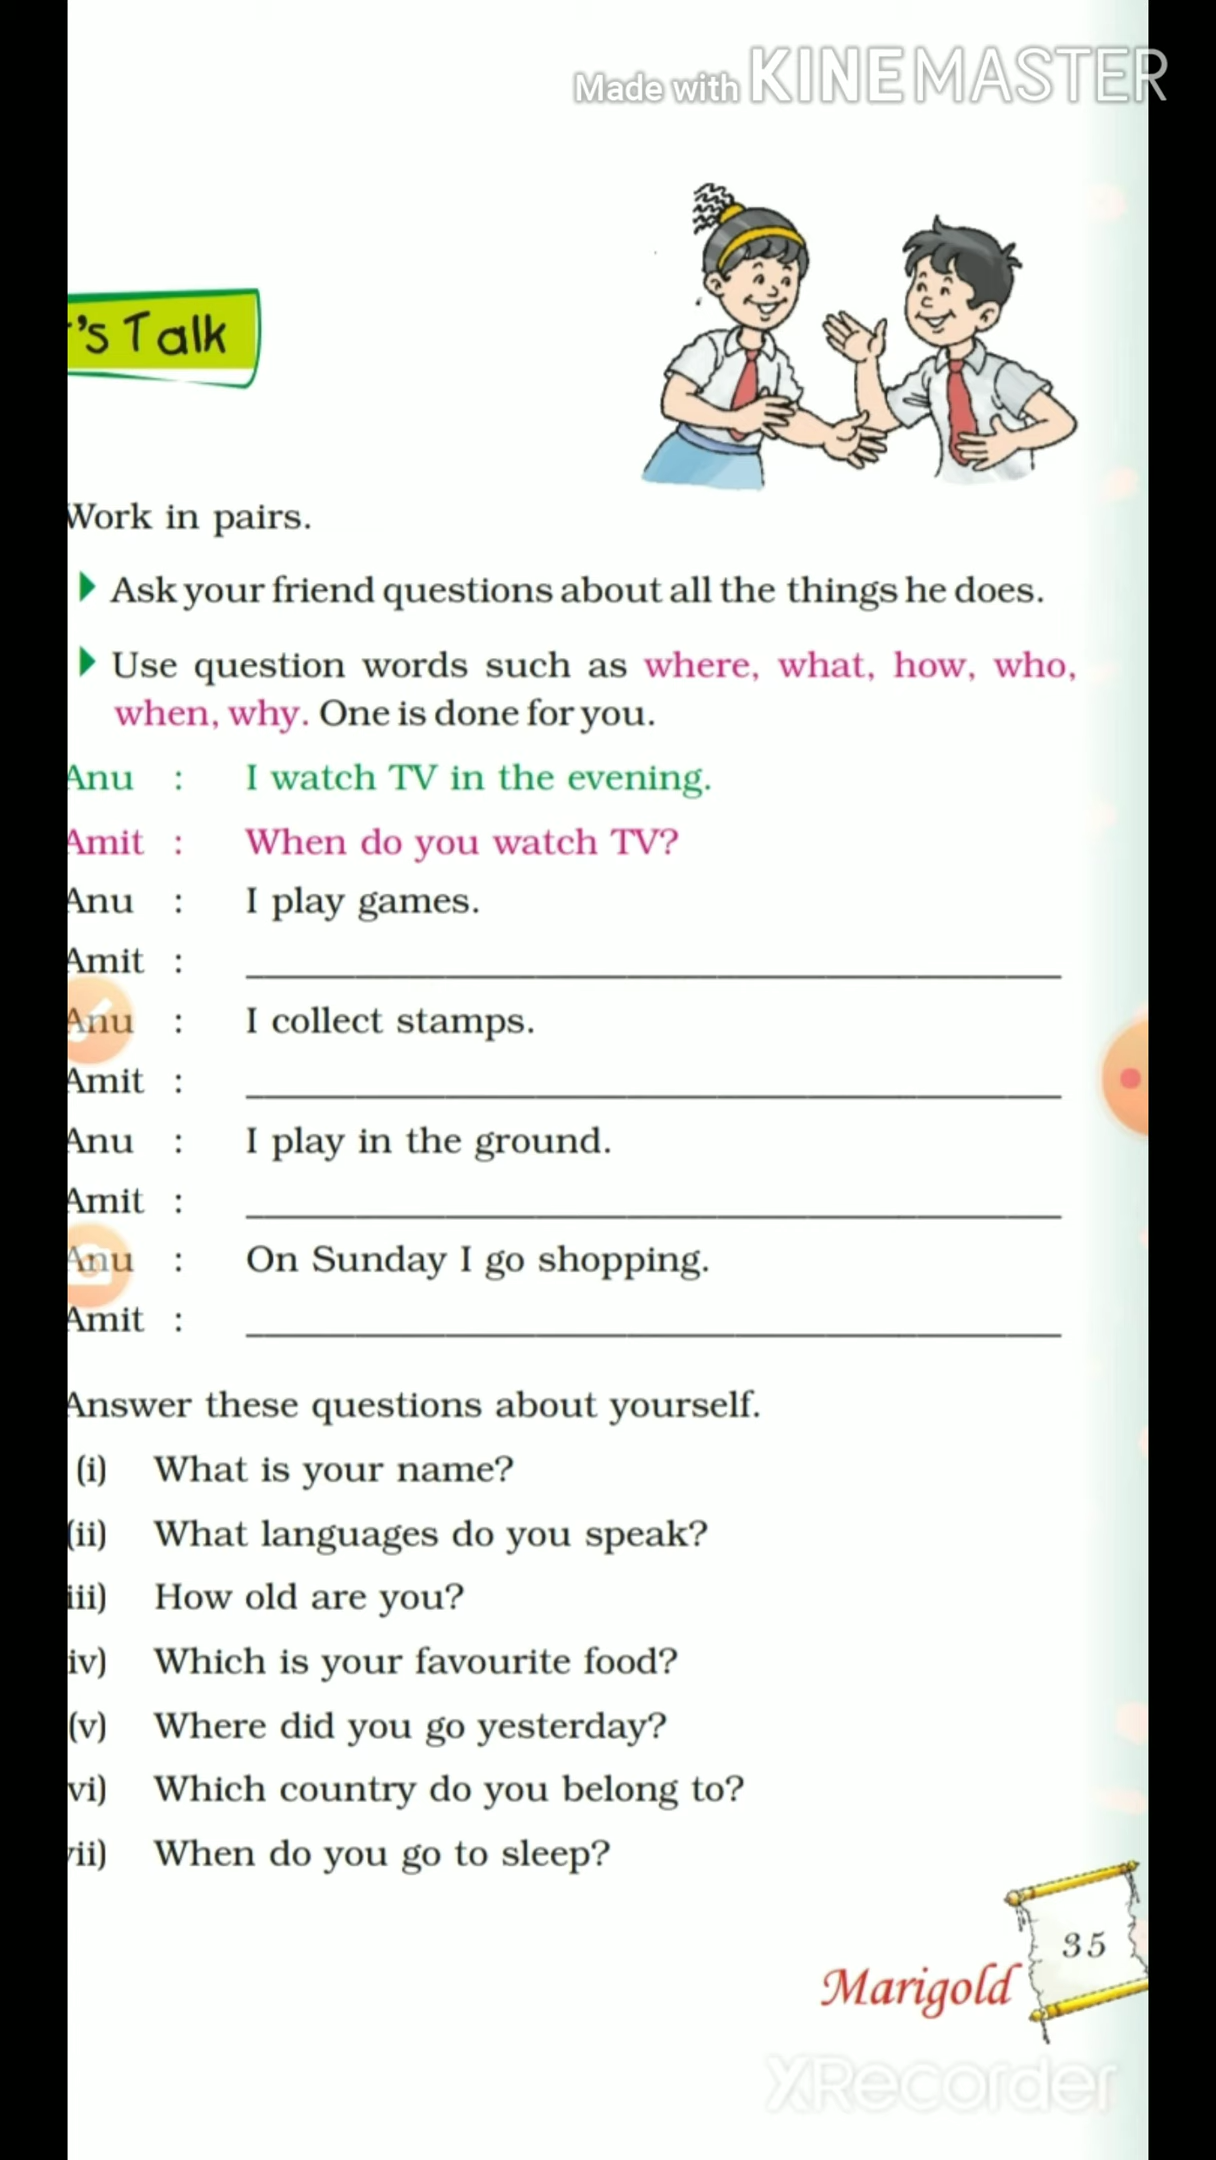 Made with KINEMASTER
's Talk
Work in pairs.
Ask your friend questions about all the things he does.
Use question words such as where, what, how, who,
when, why. One is done for you.
Anu : I watch TV in the evening.
Amit : When do you watch TV?
Anu : I play games.
Amit :
Anu : I collect stamps.
Amit :
Anu : I play in the ground.
Amit :
Anu : On Sunday I go shopping.
Amit :
Answer these questions about yourself.
(i) What is your name?
(ii) What languages do you speak?
iii) How old are you?
iv) Which is your favourite food?
(v) Where did you go yesterday?
vi) Which country do you belong to?
ii) When do you go to sleep?
35
Marigold
XRecorder